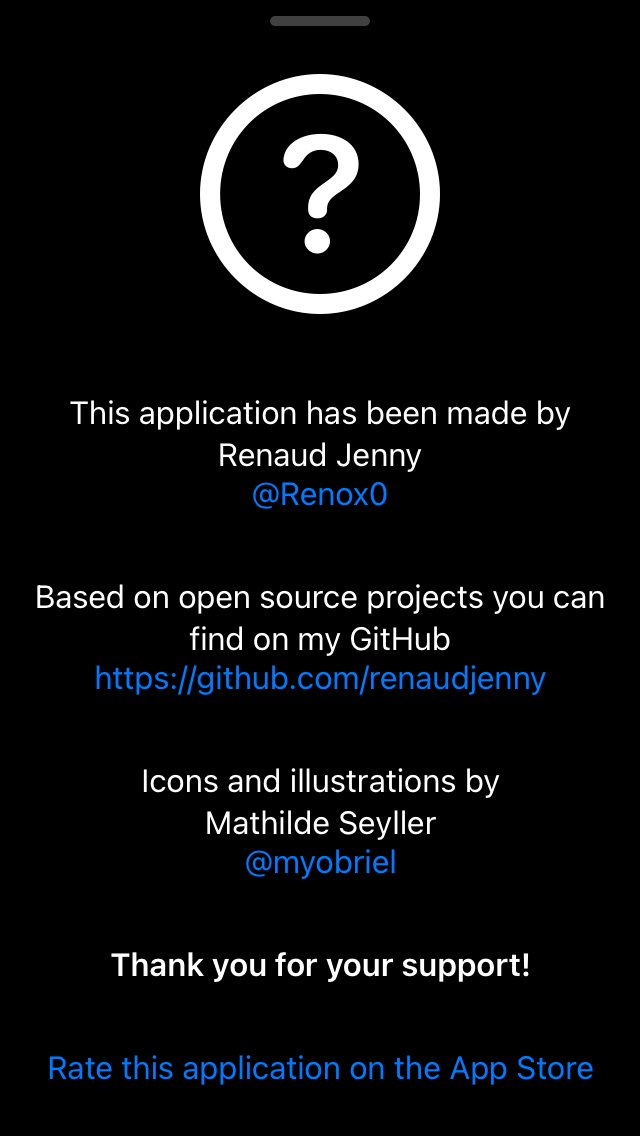 ?
This application has been made by
Renaud Jenny
@Renox0
Based on open source projects you can
find on my GitHub
https://github.com/renaudjenny
Icons and illustrations by
Mathilde Seyller
@myobriel
Thank you for your support!
Rate this application on the App Store